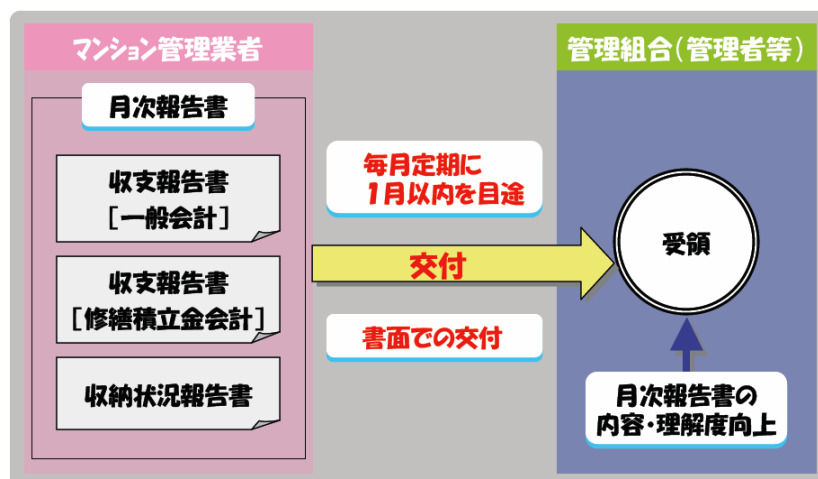 マンション管理業者
月次報告書
収支報告書
[一般会計]
収支報告書
[修繕積立金会計]
収納状況報告書
毎月定期に
1月以内を目途
交付
書面での交付
管理組合(管理者等)
受領
月次報告書の
内容・理解度向上